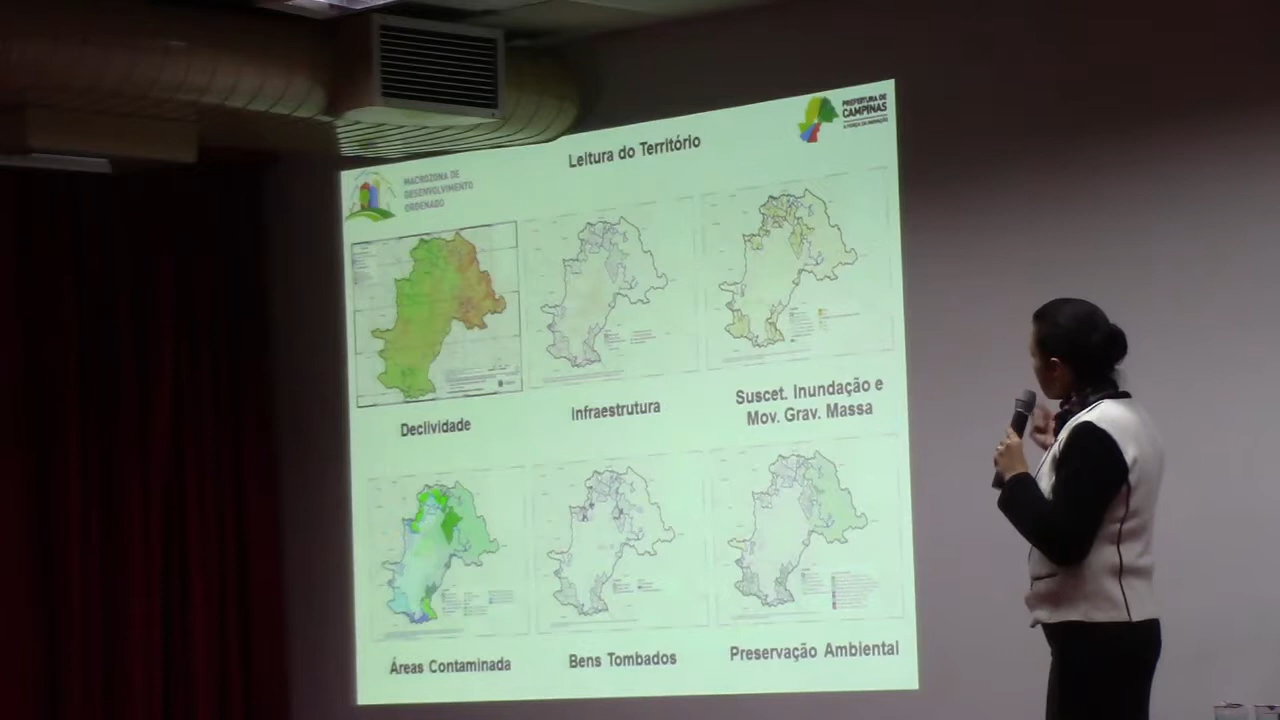 Leitura do Território
PREFEITURA DE
CAMPINAS
MACROZONA DE
DESENVOLVIMENTO
ORDENADO
Declividade
Infraestrutura
Suscet. Inundação e
Mov. Grav. Massa
Áreas Contaminada
Bens Tombados
Preservação Ambiental